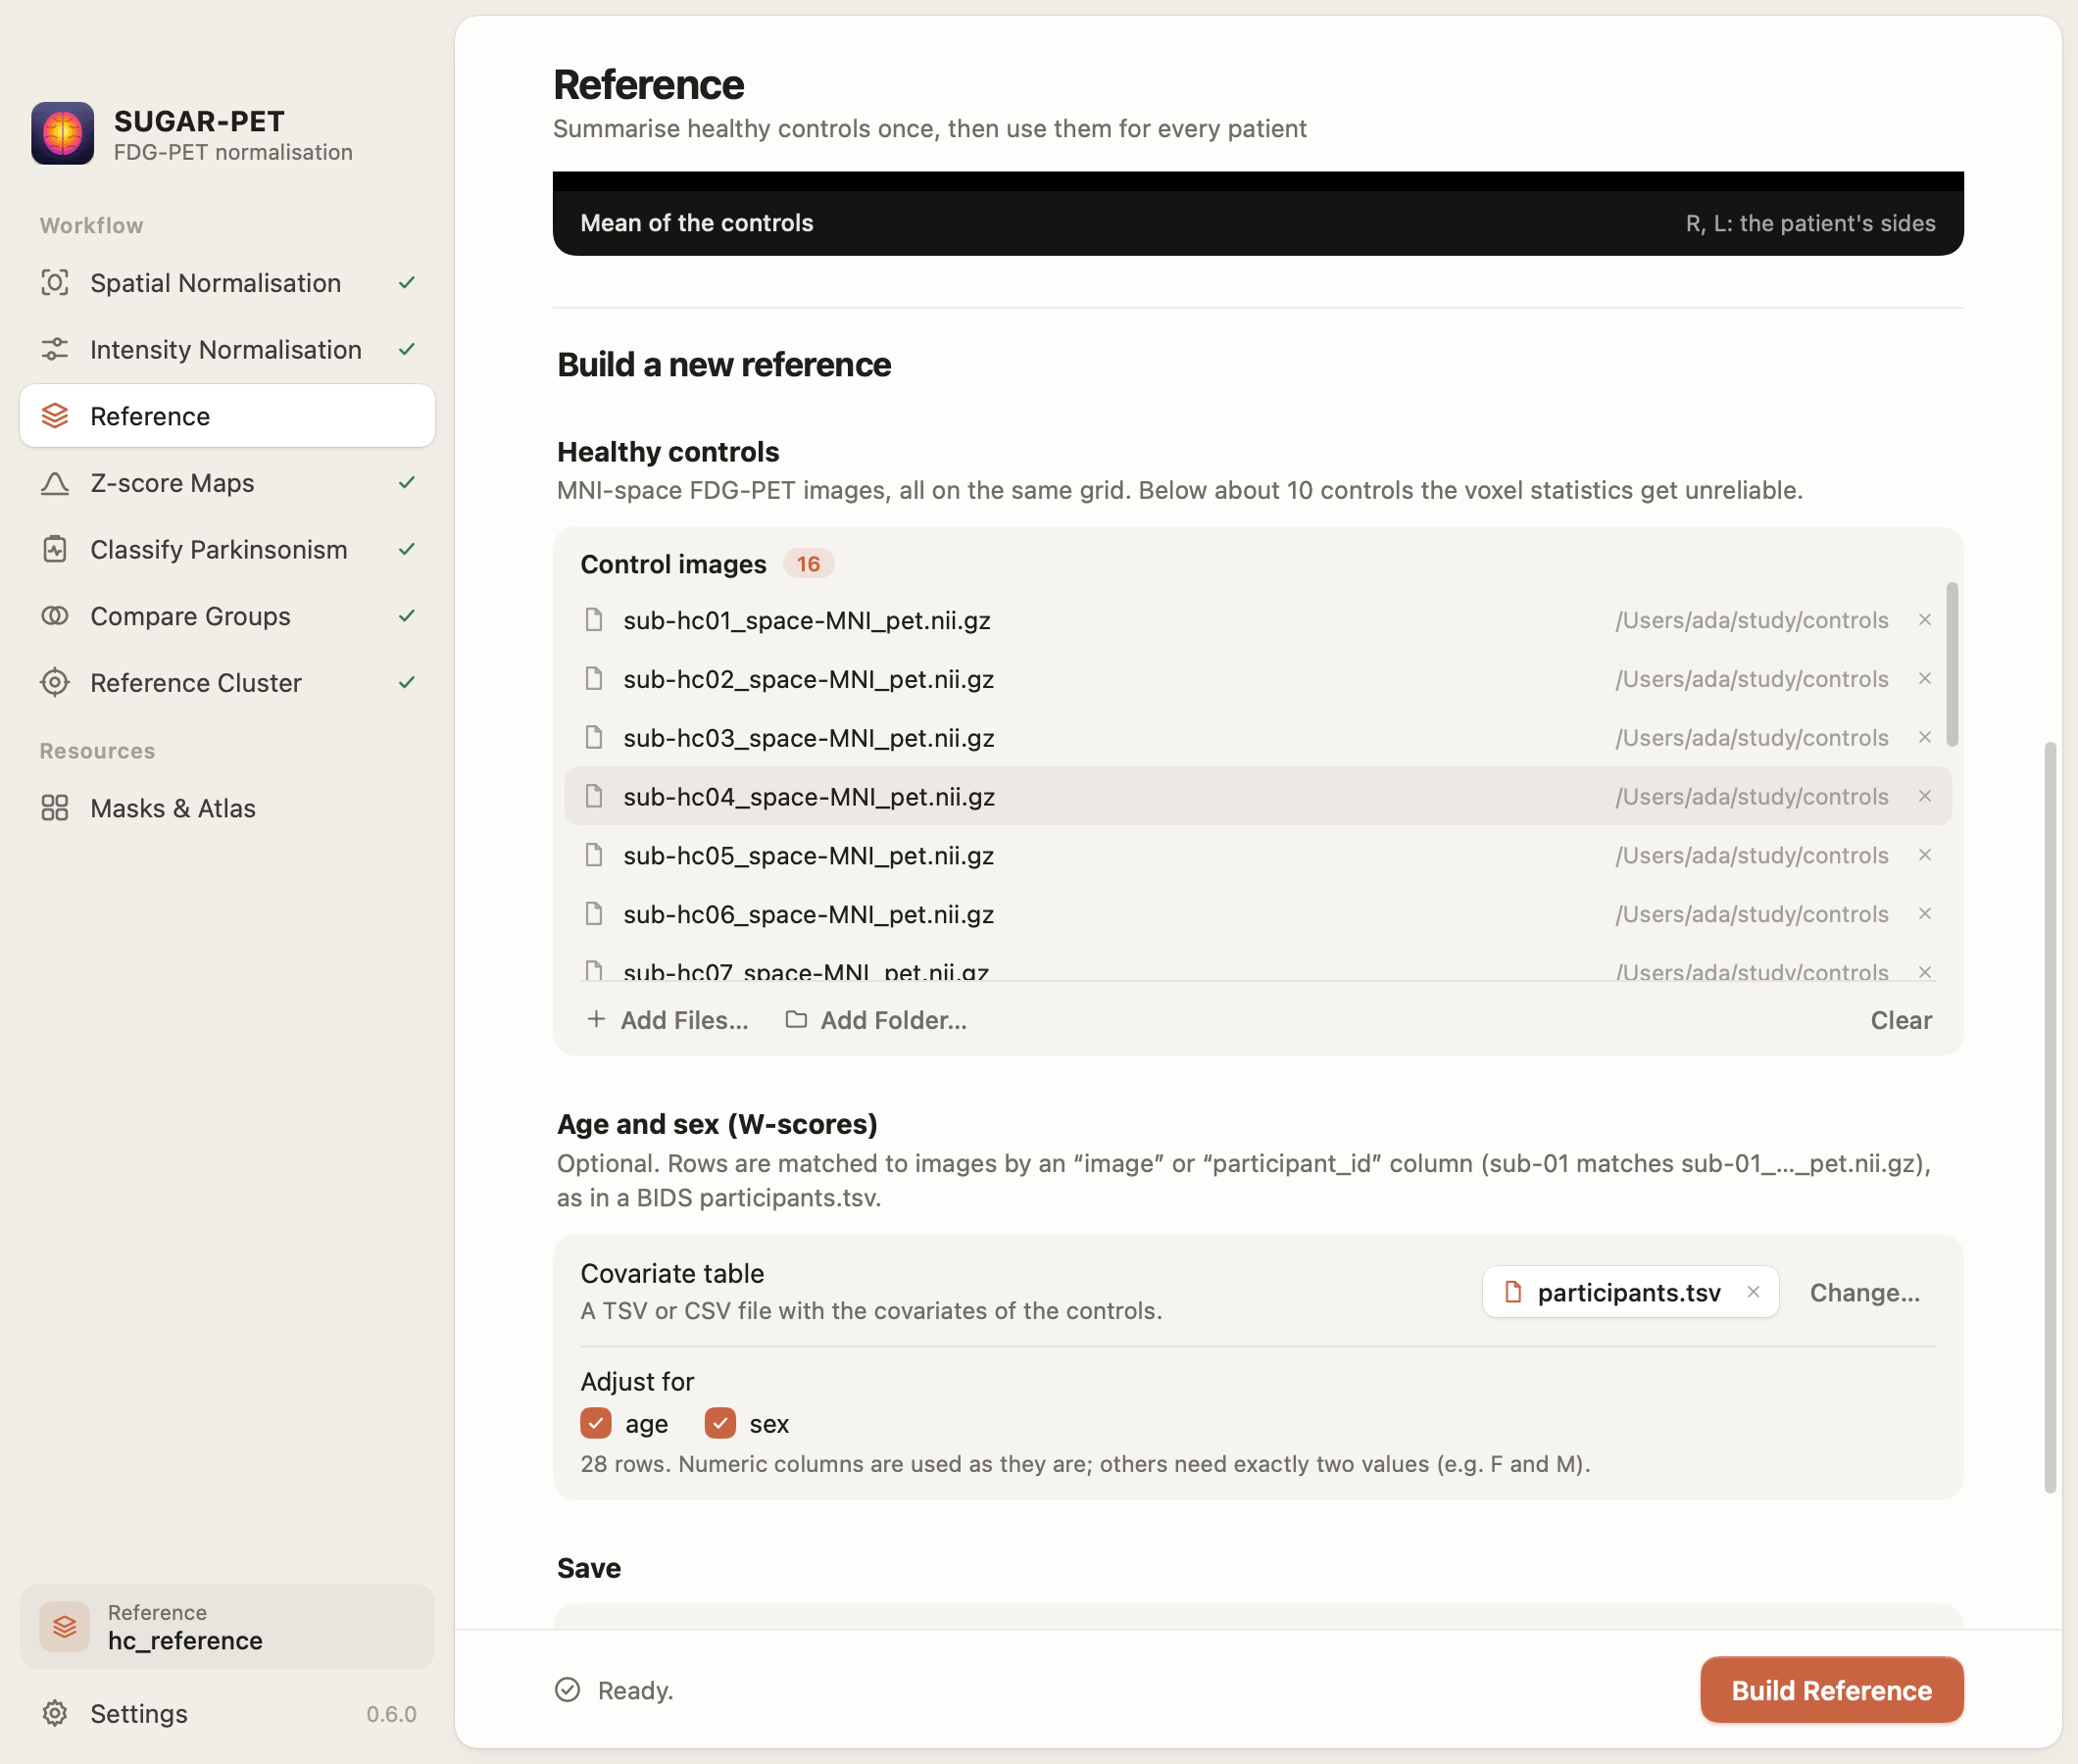 SUGAR-PET
FDG-PET normalisation
Workflow
Spatial Normalisation
Intensity Normalisation
Reference
Z-score Maps
Classify Parkinsonism
Compare Groups
Reference Cluster
Resources
Masks & Atlas
Reference
hc_reference
Settings
0.6.0
Reference
Summarise healthy controls once, then use them for every patient
Mean of the controls
R, L: the patient's sides
Build a new reference
Healthy controls
MNI-space FDG-PET images, all on the same grid. Below about 10 controls the voxel statistics get unreliable.
Control images 16
sub-hc01_space-MNI_pet.nii.gz /Users/ada/study/controls
sub-hc02_space-MNI_pet.nii.gz /Users/ada/study/controls
sub-hc03_space-MNI_pet.nii.gz /Users/ada/study/controls
sub-hc04_space-MNI_pet.nii.gz /Users/ada/study/controls
sub-hc05_space-MNI_pet.nii.gz /Users/ada/study/controls
sub-hc06_space-MNI_pet.nii.gz /Users/ada/study/controls
sub-hc07_space-MNI_pet.nii.gz /Users/ada/study/controls
Add Files... Add Folder... Clear
Age and sex (W-scores)
Optional. Rows are matched to images by an “image” or “participant_id” column (sub-01 matches sub-01_..._pet.nii.gz),
as in a BIDS participants.tsv.
Covariate table
A TSV or CSV file with the covariates of the controls.
participants.tsv Change...
Adjust for
age sex
28 rows. Numeric columns are used as they are; others need exactly two values (e.g. F and M).
Save
Ready.
Build Reference